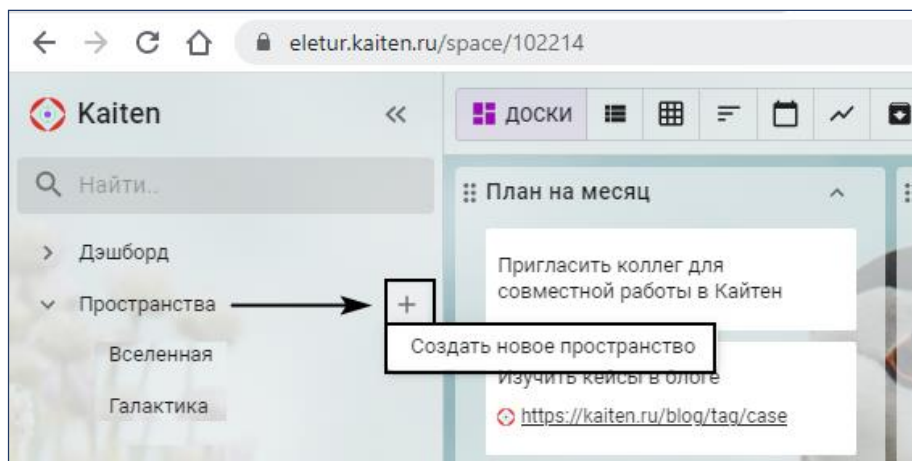 eletur.kaiten.ru/space/102214
Kaiten
доски
Найти..
План на месяц
Дэшборд
Пригласить коллег для
совместной работы в Кайтен
Пространства
Создать новое пространство
Вселенная
Изучить кейсы в блоге
Галактика
https://kaiten.ru/blog/tag/case